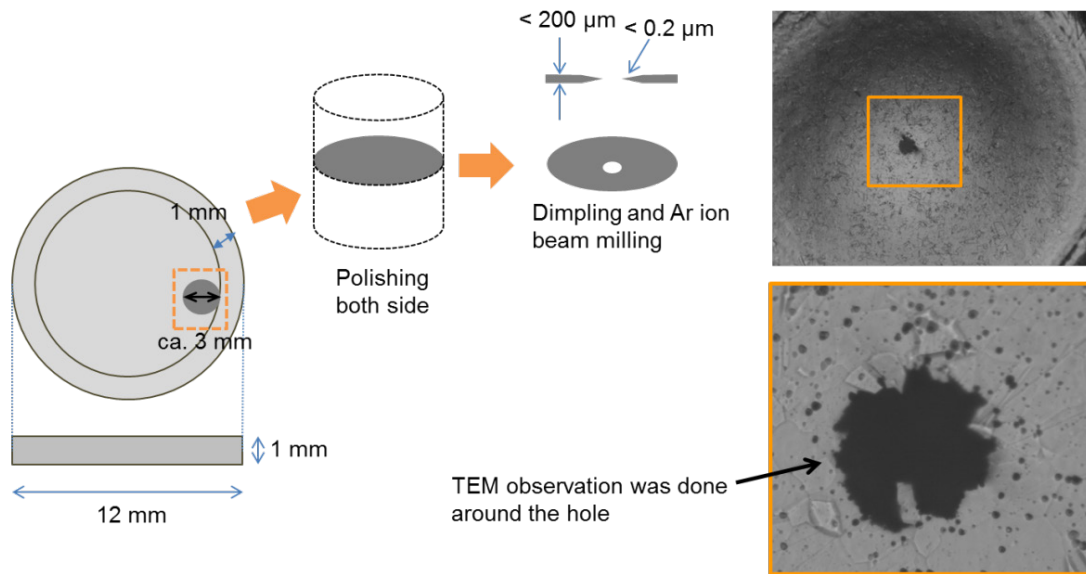 < 200 µm
< 0.2 µm
1 mm
ca. 3 mm
1 mm
12 mm
Polishing
both side
Dimpling and Ar ion
beam milling
TEM observation was done
around the hole